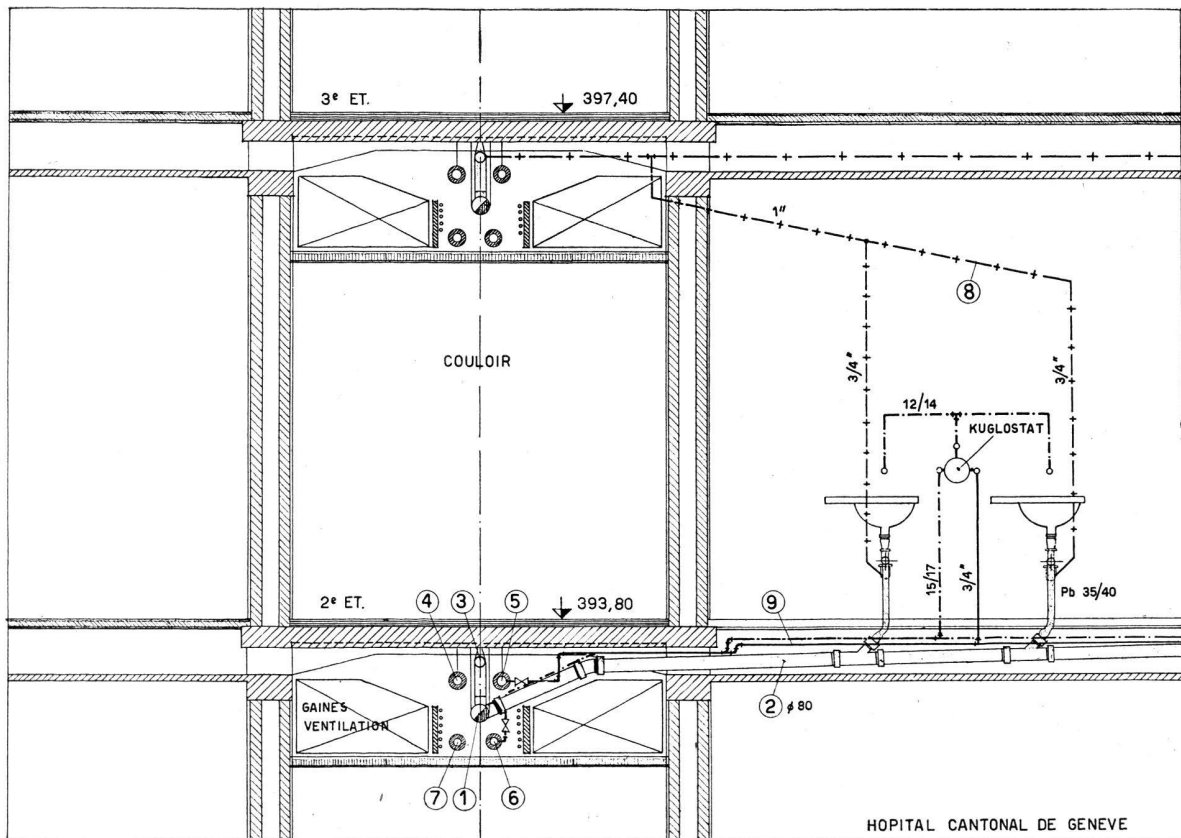 3e ET.
397,40
1"
8
COULOIR
3/4"
3/4"
12/14
KUGLOSTAT
15/17
3/4"
Pb 35/40
2e ET.
393,80
4
3
5
9
GAINES
VENTILATION
2 ø 80
7
1
6
HOPITAL CANTONAL DE GENEVE